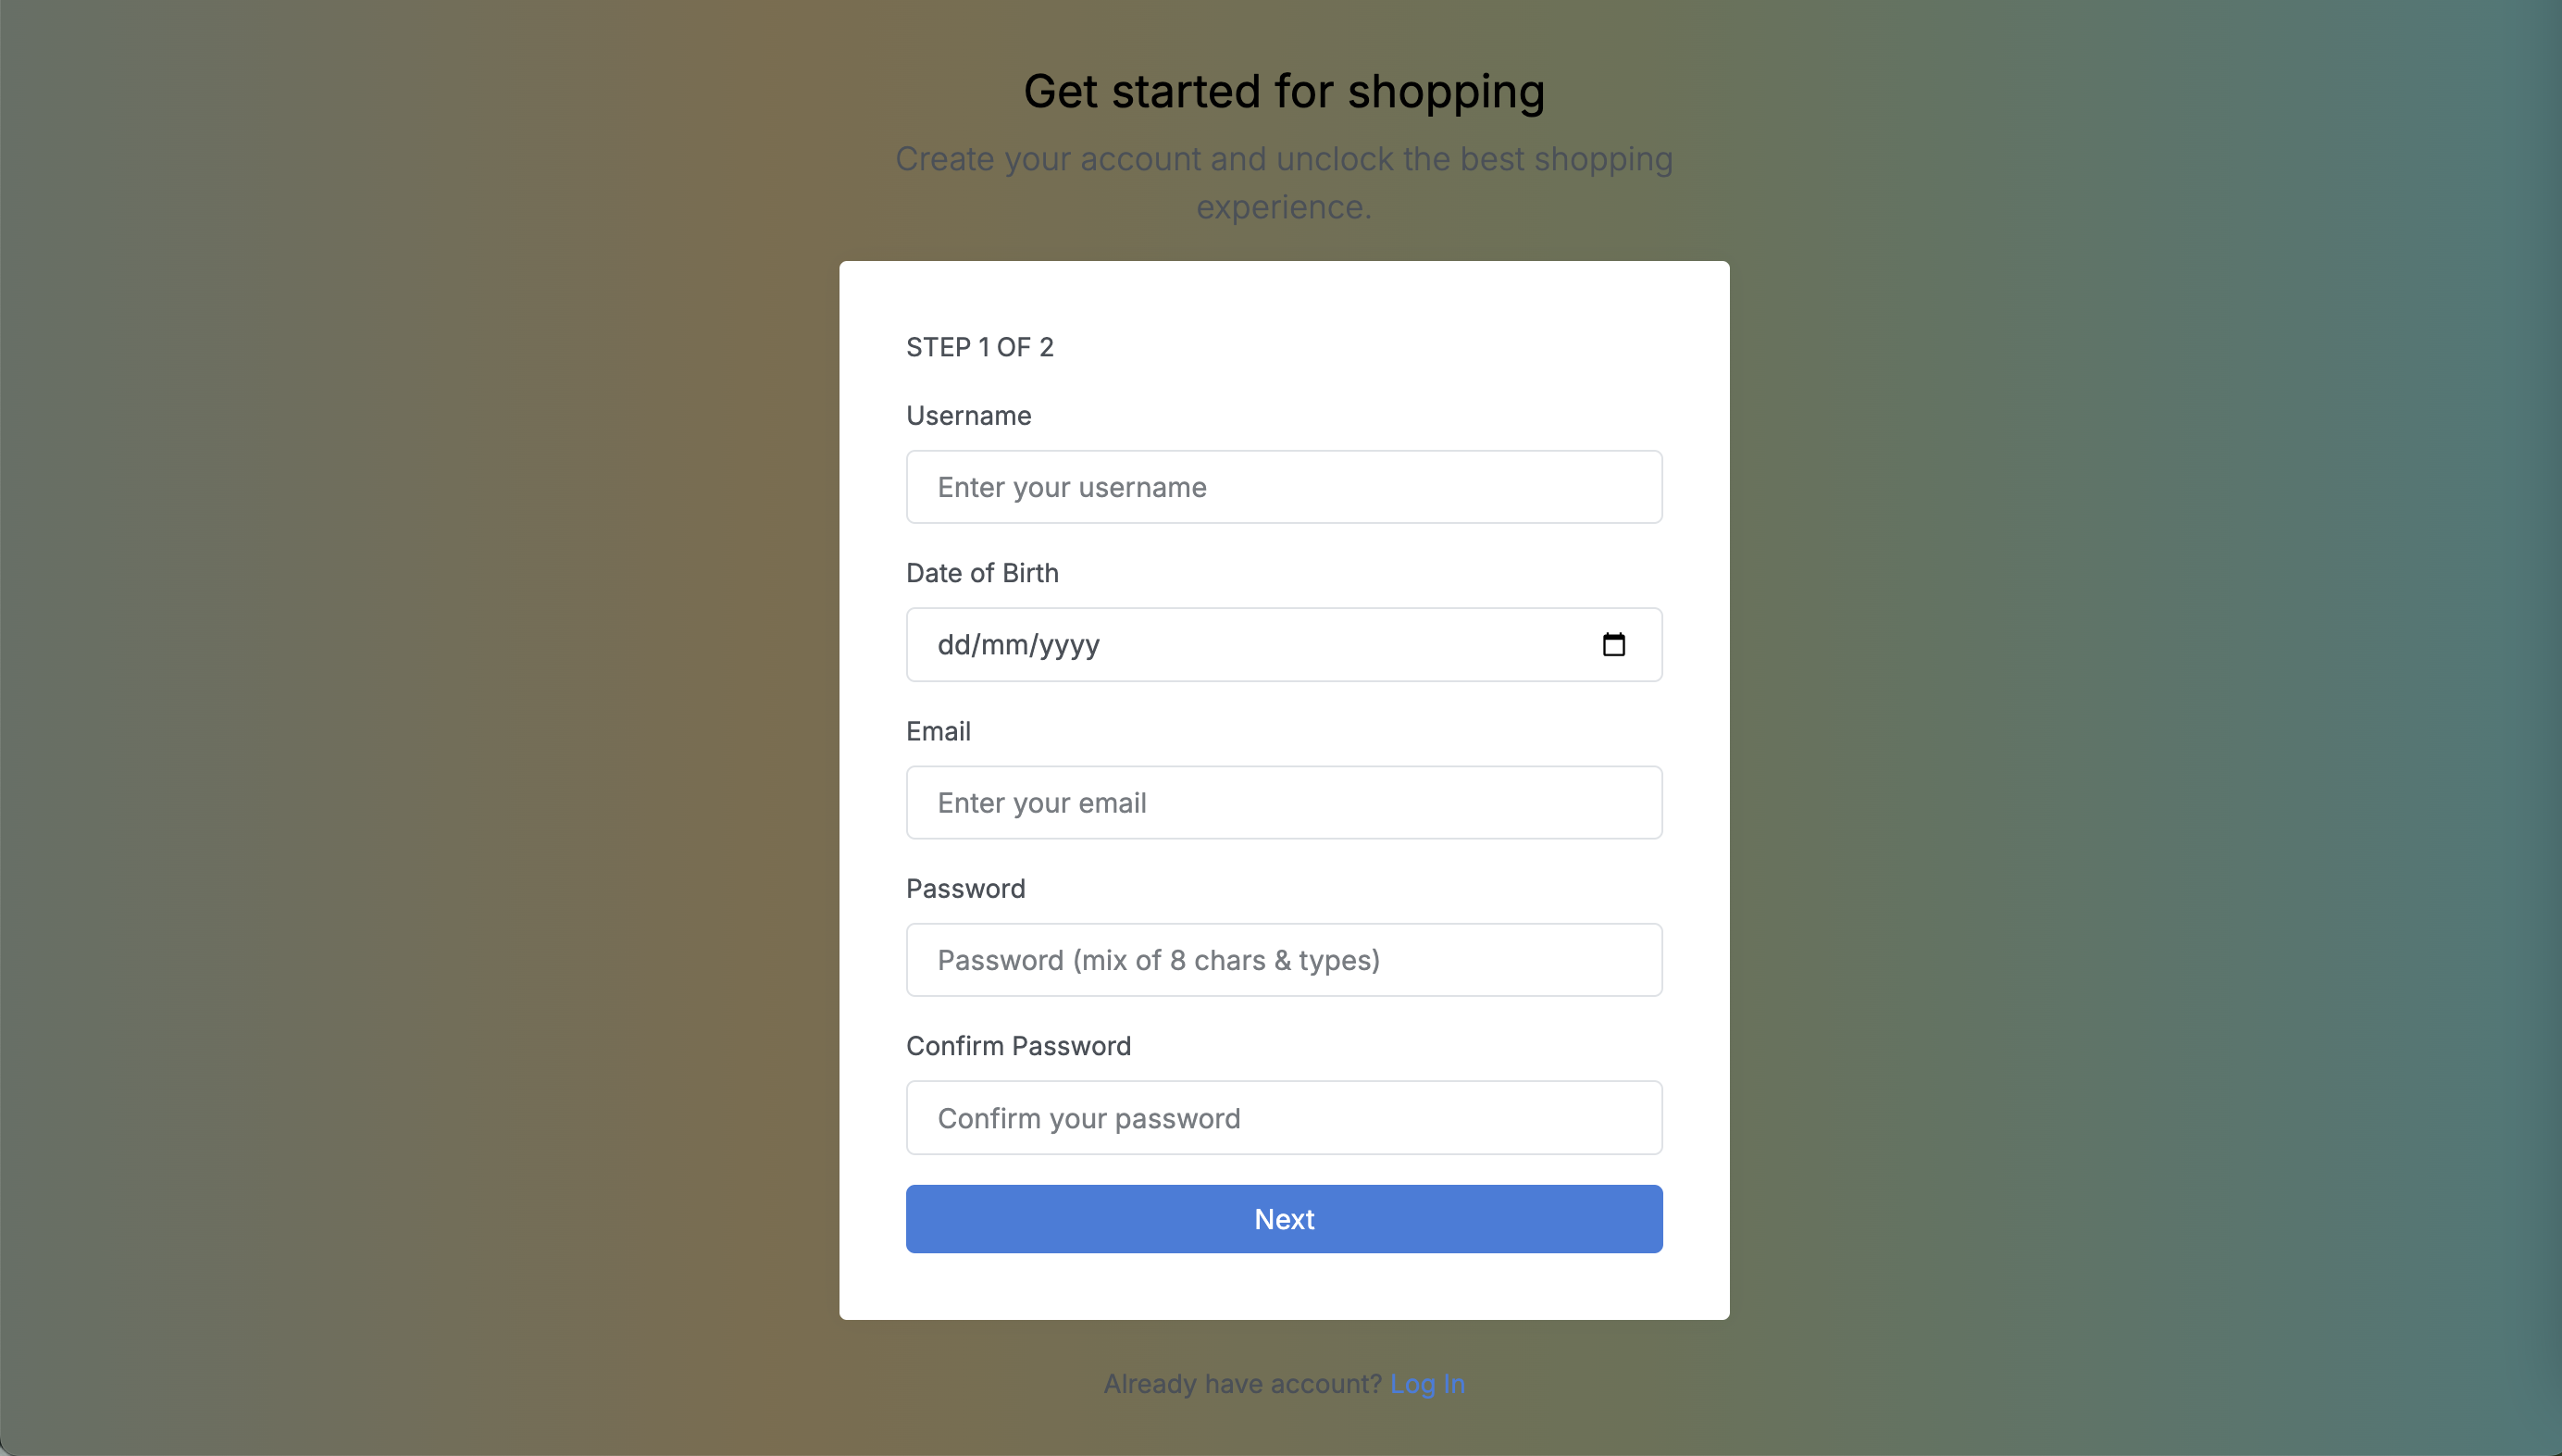 Get started for shopping
Create your account and unclock the best shopping
experience.
STEP 1 OF 2
Username
Enter your username
Date of Birth
dd/mm/yyyy
Email
Enter your email
Password
Password (mix of 8 chars & types)
Confirm Password
Confirm your password
Next
Already have account? Log In